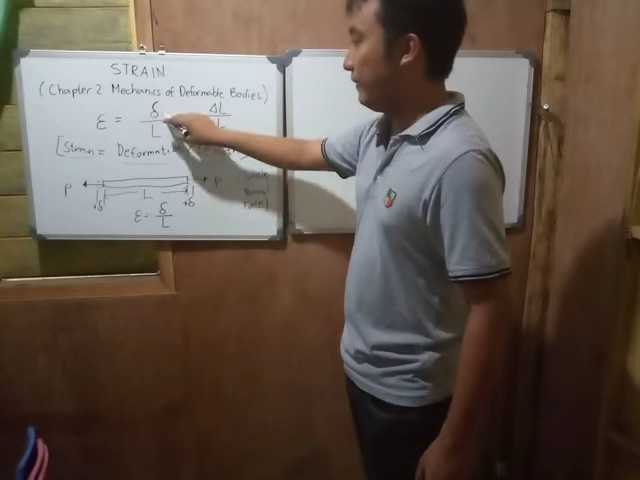 STRAIN
(Chapter 2 Mechanics of Deformable Bodies)
ε = δ/L ΔL/L
[Strain = Deformati
P L P
+δ +δ
ε = δ/L